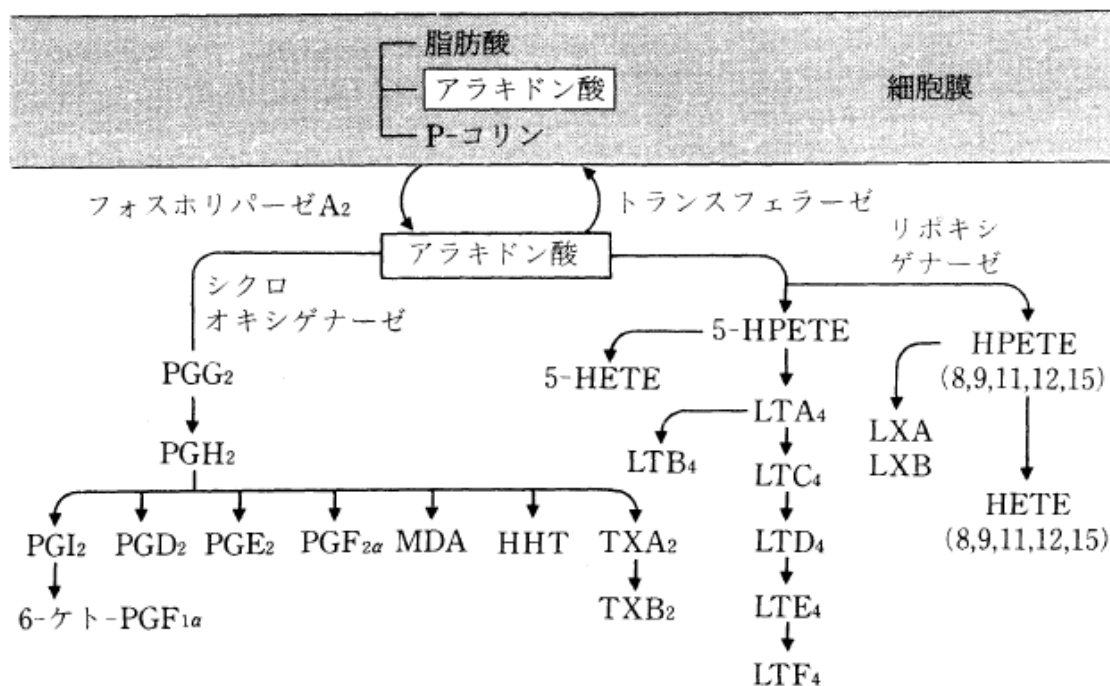 脂肪酸
アラキドン酸
細胞膜
P-コリン
フォスホリパーゼA₂
トランスフェラーゼ
アラキドン酸
リポキシ
ゲナーゼ
シクロ
オキシゲナーゼ
5-HPETE
HPETE
(8,9,11,12,15)
PGG₂
5-HETE
LTA₄
LXA
LXB
PGH₂
LTB₄
LTC₄
HETE
(8,9,11,12,15)
PGI₂ PGD₂ PGE₂ PGF₂α MDA HHT TXA₂
LTD₄
6-ケト-PGF₁α
TXB₂
LTE₄
LTF₄